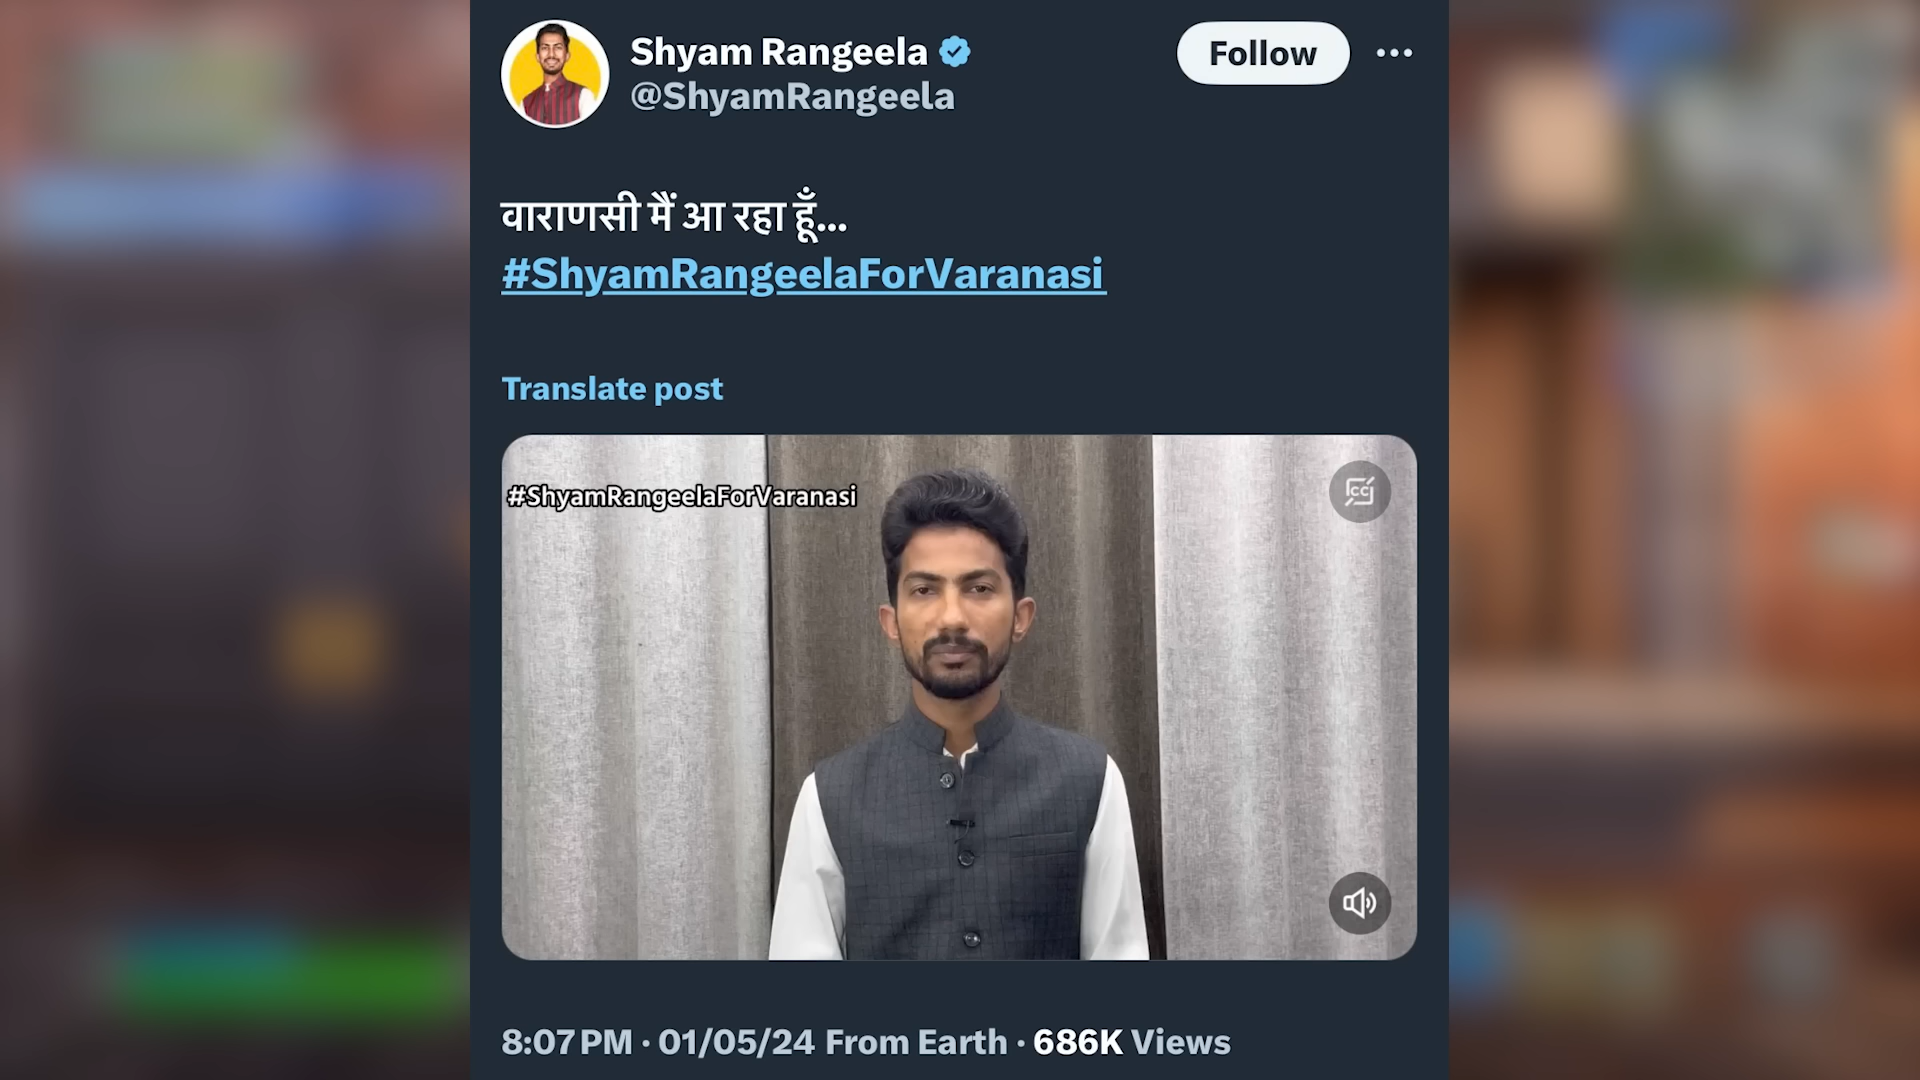 Shyam Rangeela
Follow
@ShyamRangeela
वाराणसी मैं आ रहा हूँ...
#ShyamRangeelaForVaranasi
Translate post
#ShyamRangeelaForVaranasi
CC
8:07 PM · 01/05/24 From Earth · 686K Views